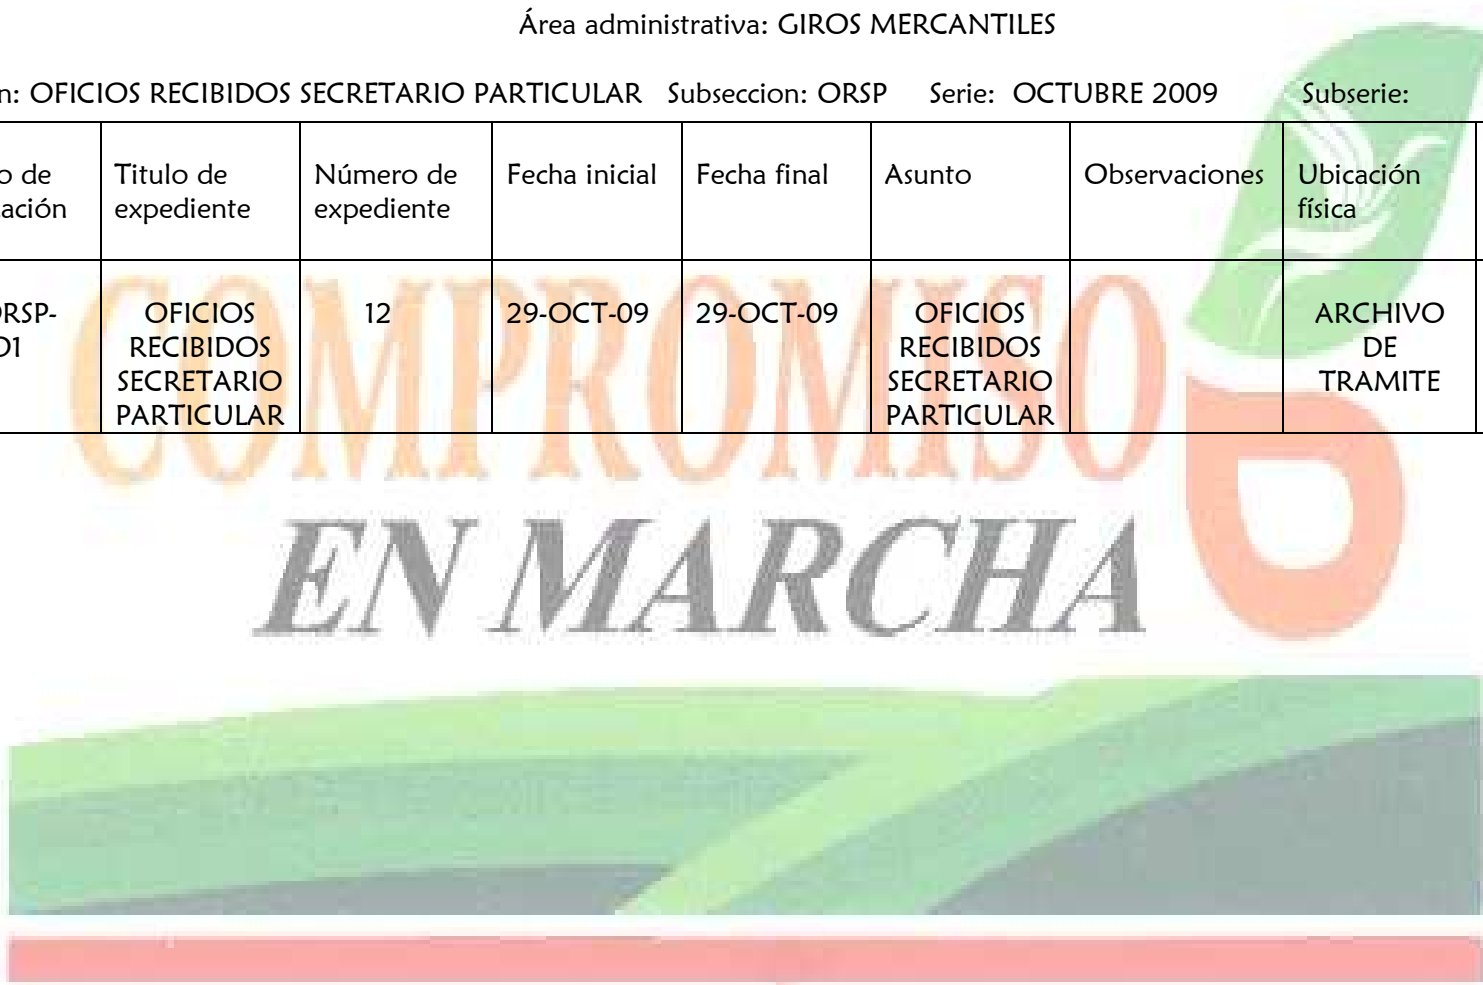 Área administrativa: GIROS MERCANTILES
n: OFICIOS RECIBIDOS SECRETARIO PARTICULAR Subseccion: ORSP Serie: OCTUBRE 2009 Subserie:
o de
ación
Titulo de
expediente
Número de
expediente
Fecha inicial
Fecha final
Asunto
Observaciones
Ubicación
física
ORSP-
01
OFICIOS
RECIBIDOS
SECRETARIO
PARTICULAR
12
29-OCT-09
29-OCT-09
OFICIOS
RECIBIDOS
SECRETARIO
PARTICULAR
ARCHIVO
DE
TRAMITE
COMPROMISO
EN MARCHA